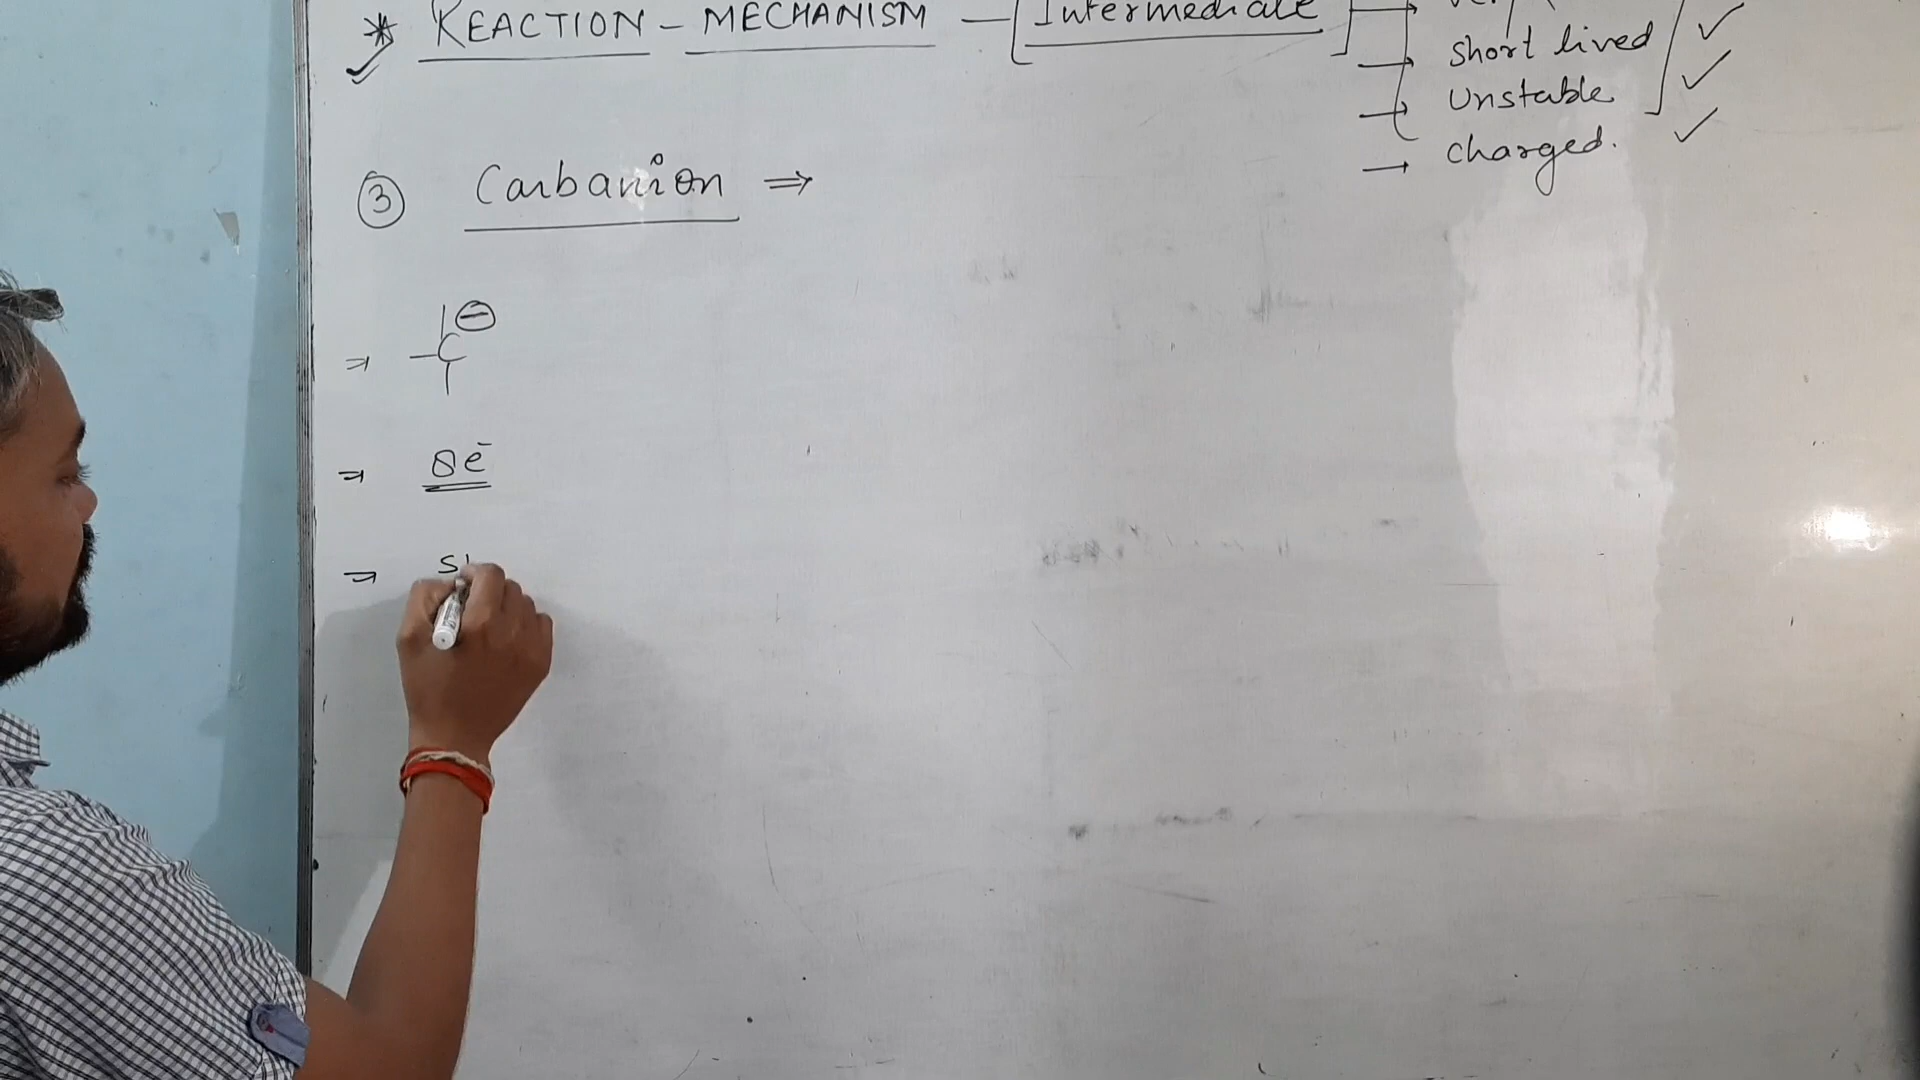 * REACTION - MECHANISM — [Intermediate]
→ short lived
→ Unstable
→ charged.
③ Carbanion ⇒
⇒ -C ⊖
⇒ 8e⁻
⇒